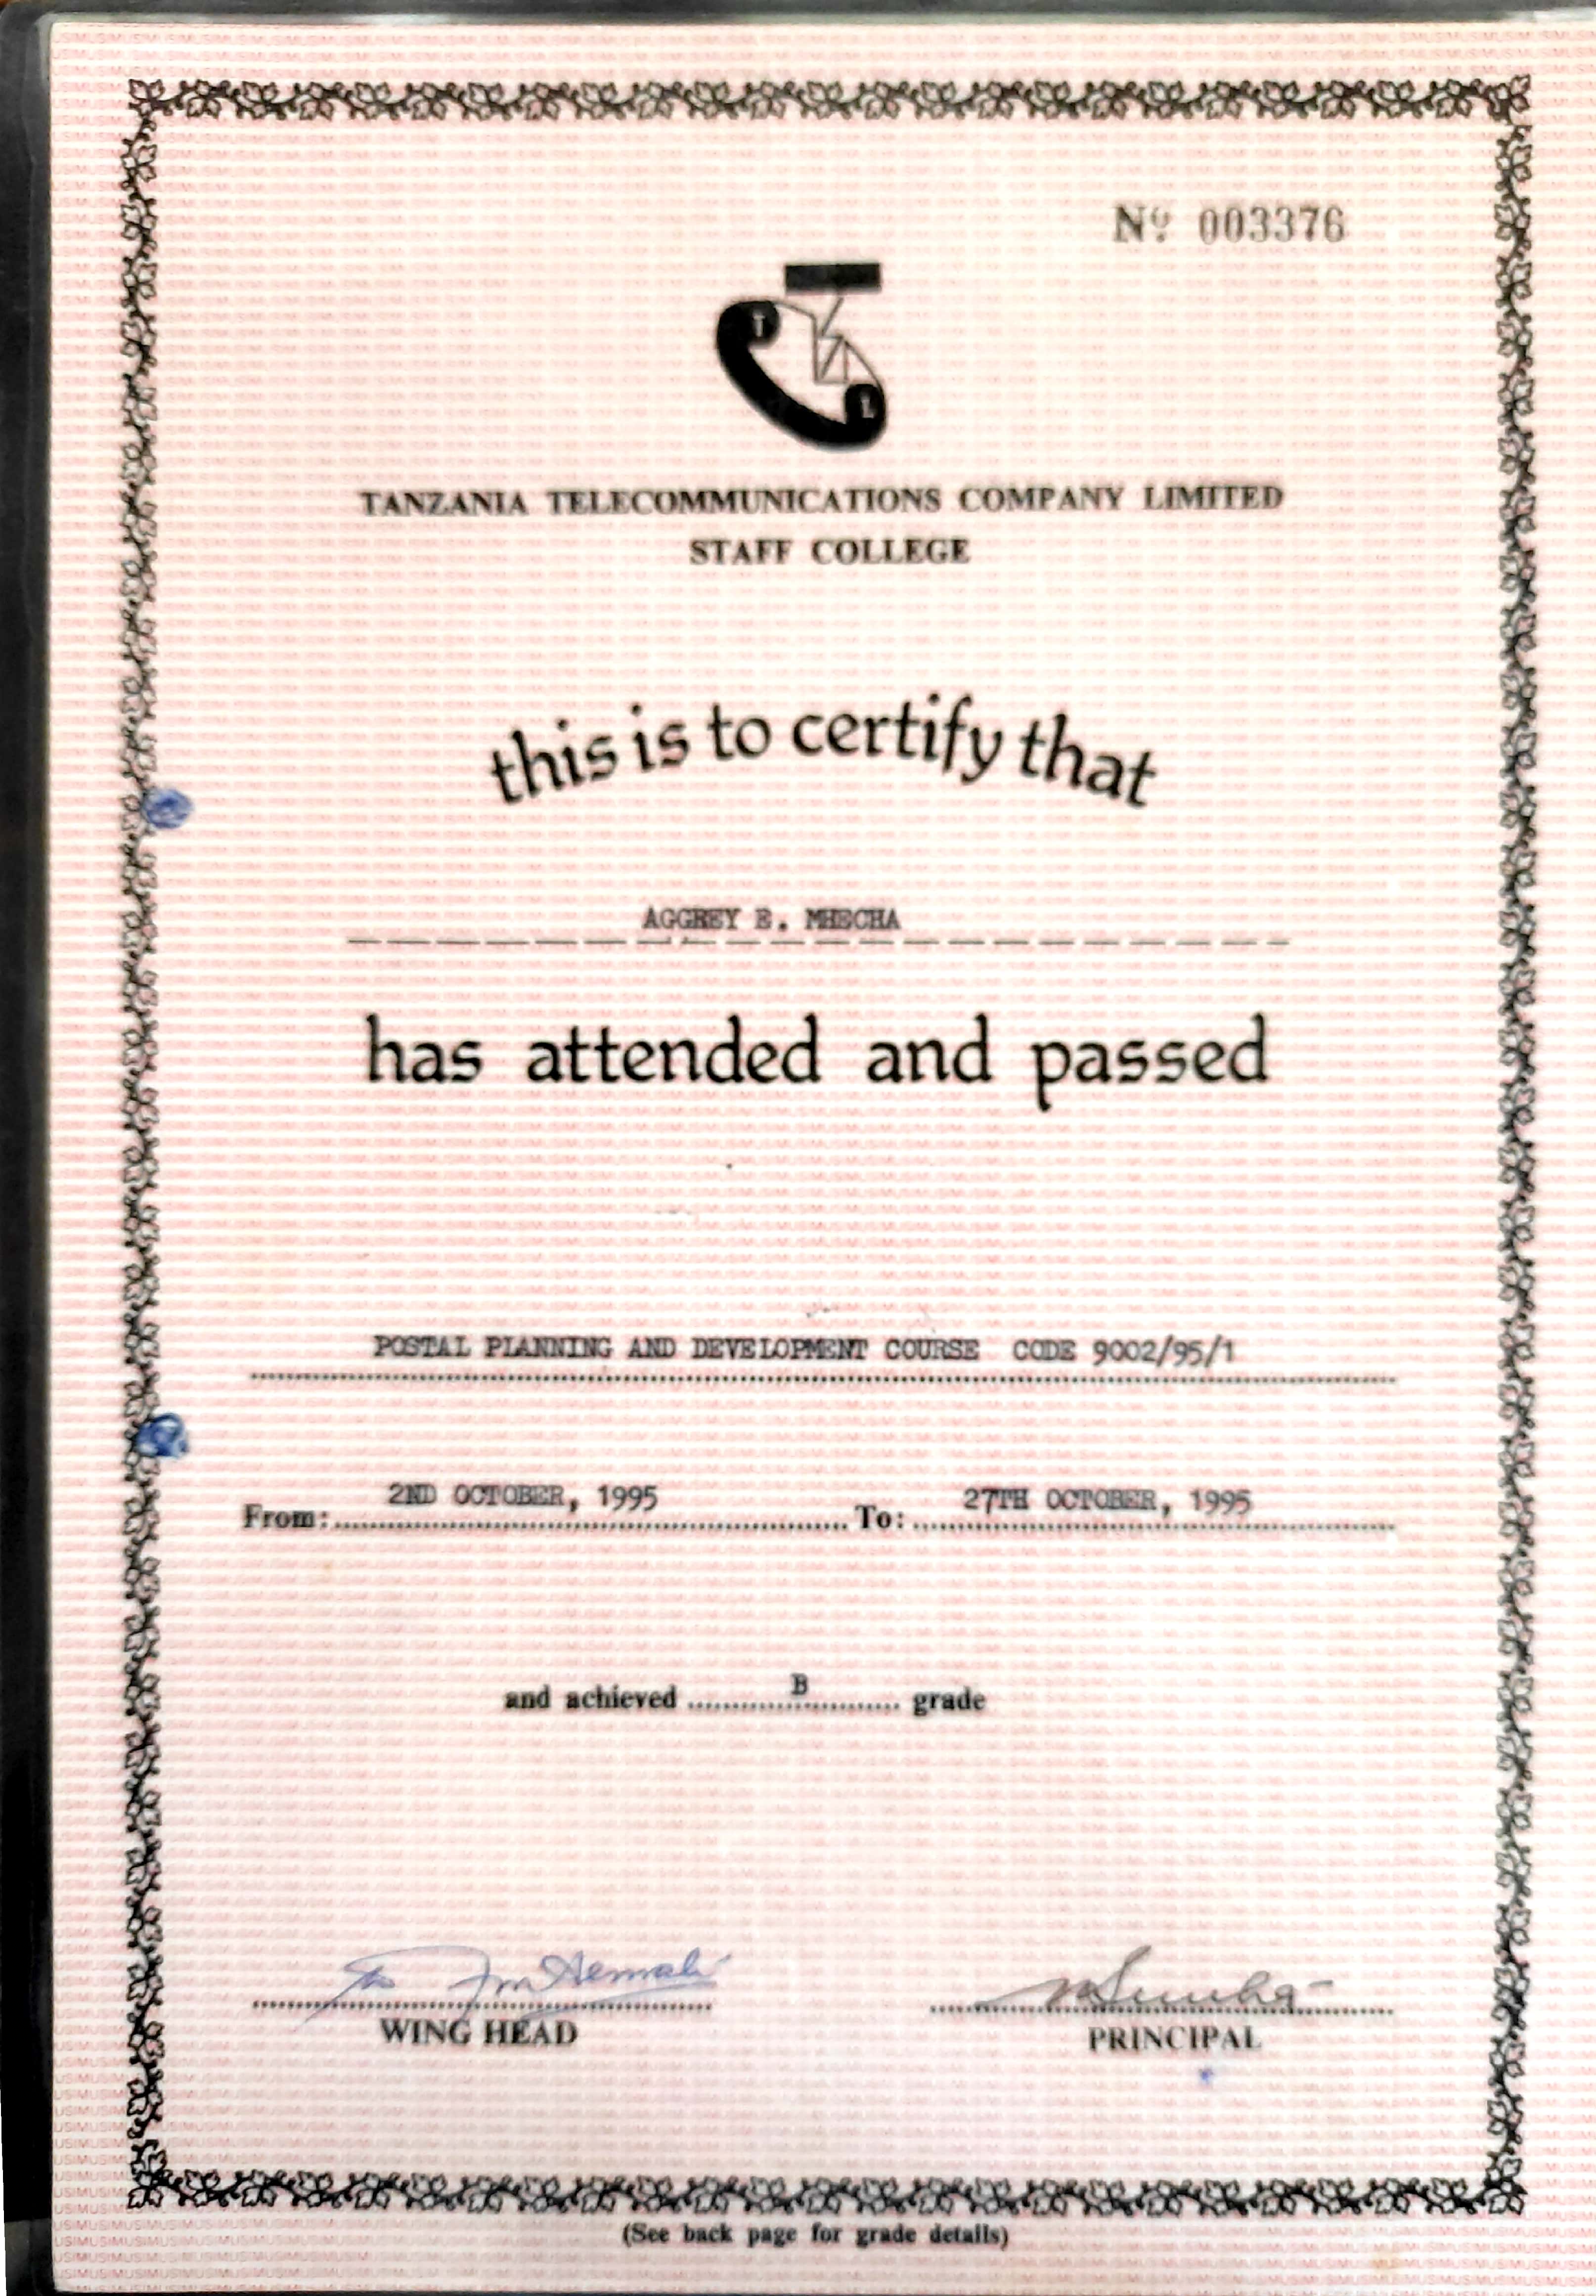 Nº 003376
T
L
TANZANIA TELECOMMUNICATIONS COMPANY LIMITED
STAFF COLLEGE
this is to certify that
AGGREY E. MHECHA
has attended and passed
POSTAL PLANNING AND DEVELOPMENT COURSE CODE 9002/95/1
From: 2ND OCTOBER, 1995 To: 27TH OCTOBER, 1995
and achieved B grade
WING HEAD
PRINCIPAL
(See back page for grade details)